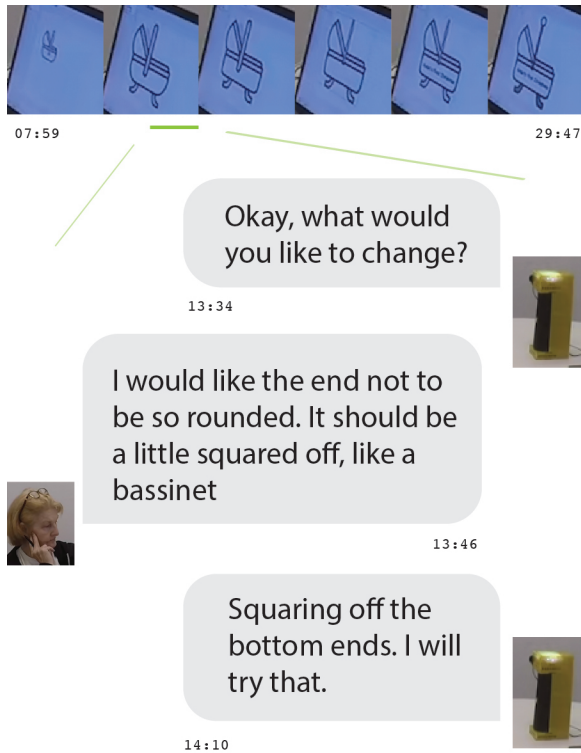 07:59
29:47
Okay, what would
you like to change?
13:34
I would like the end not to
be so rounded. It should be
a little squared off, like a
bassinet
13:46
Squaring off the
bottom ends. I will
try that.
14:10